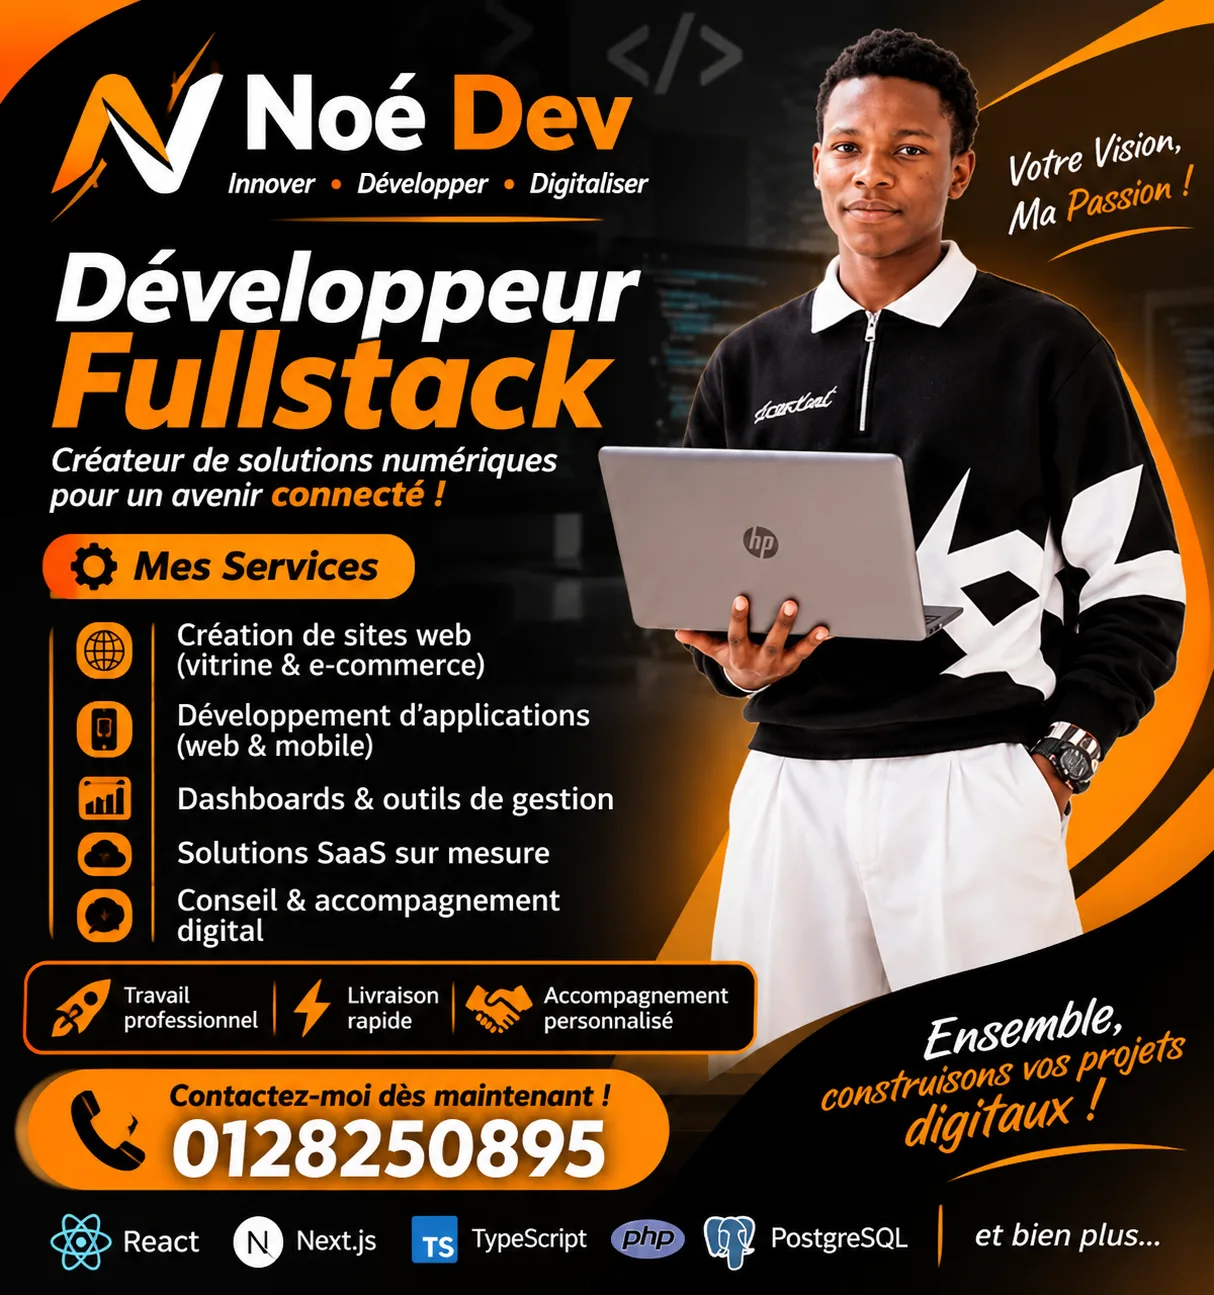 Noé Dev
Innover • Développer • Digitaliser
</>
Votre Vision,
Ma Passion !
Développeur
Fullstack
Créateur de solutions numériques
pour un avenir connecté !
Mes Services
Création de sites web
(vitrine & e-commerce)
Développement d’applications
(web & mobile)
Dashboards & outils de gestion
Solutions SaaS sur mesure
Conseil & accompagnement
digital
hp
Travail
professionnel
Livraison
rapide
Accompagnement
personnalisé
Ensemble,
construisons vos projets
digitaux !
Contactez-moi dès maintenant !
0128250895
React
N Next.js
TS TypeScript
php
PostgreSQL
et bien plus...